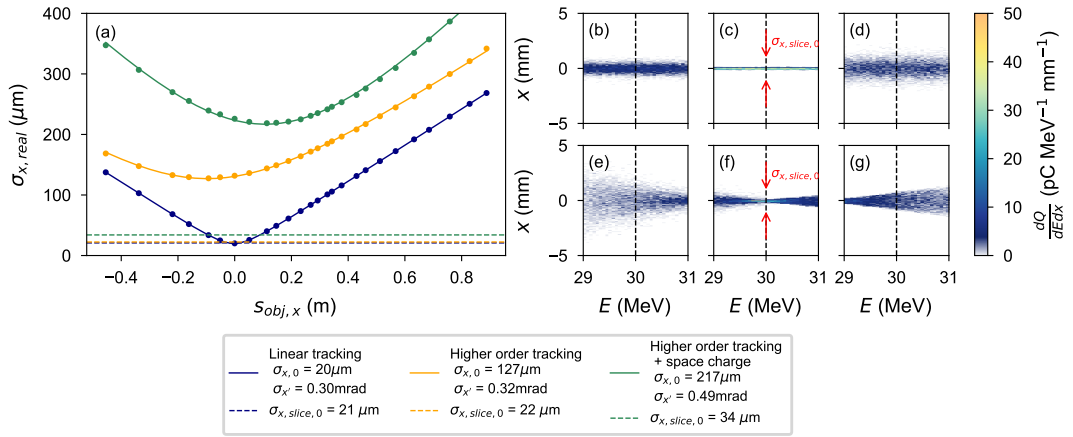 400
300
200
100
0
σx,real (μm)
(a)
−0.4 −0.2 0.0 0.2 0.4 0.6 0.8
sobj,x (m)
5
0
−5
x (mm)
(b)
(c)
σx,slice,0
(d)
5
0
−5
x (mm)
(e)
(f)
σx,slice,0
(g)
29 30 31
29 30 31
29 30 31
E (MeV)
E (MeV)
E (MeV)
50
40
30
20
10
0
dQ/dEdx (pC MeV−1 mm−1)
Linear tracking
σx,0 = 20μm
σx′ = 0.30mrad
σx,slice,0 = 21 μm
Higher order tracking
σx,0 = 127μm
σx′ = 0.32mrad
σx,slice,0 = 22 μm
Higher order tracking
+ space charge
σx,0 = 217μm
σx′ = 0.49mrad
σx,slice,0 = 34 μm